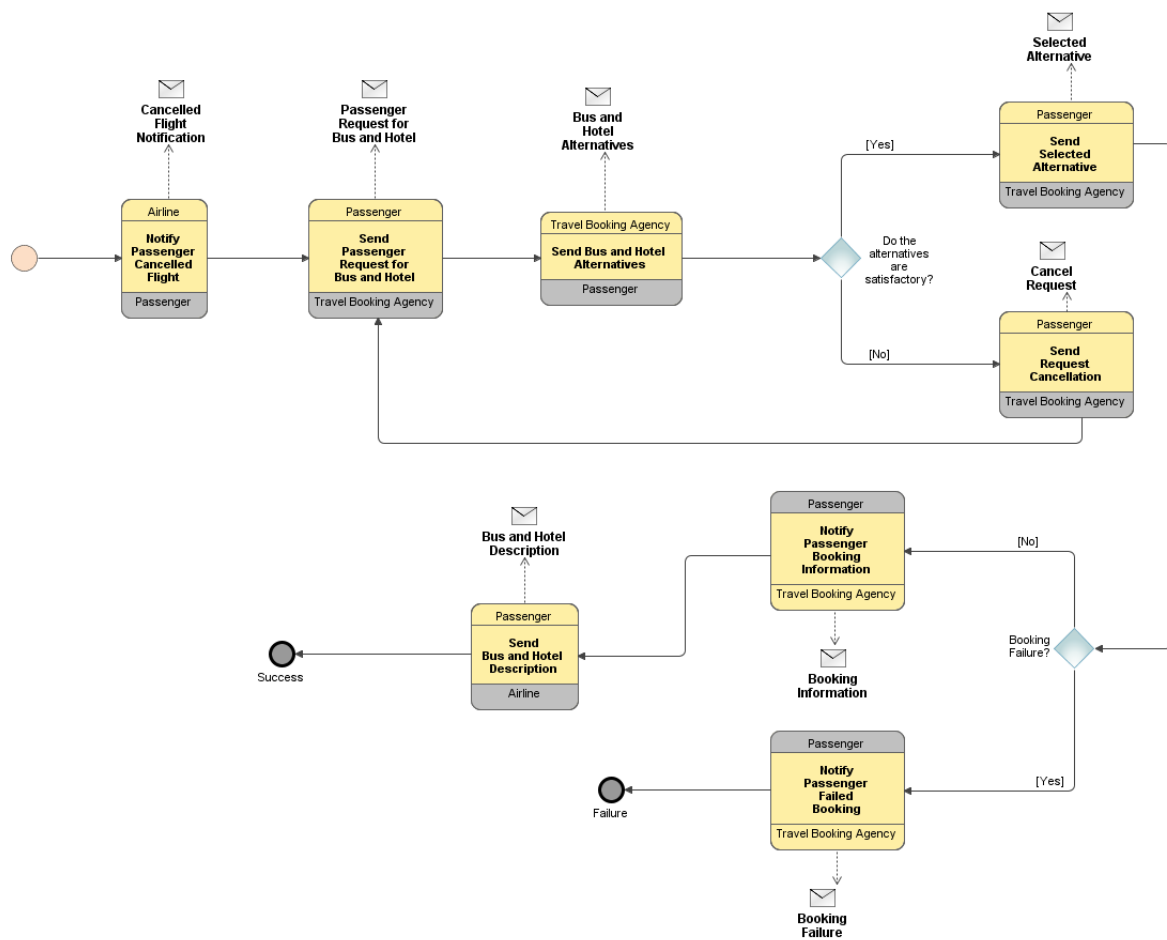 Selected
Alternative
Cancelled
Flight
Notification
Passenger
Request for
Bus and Hotel
Bus and
Hotel
Alternatives
Passenger
Send
Selected
Alternative
Travel Booking Agency
[Yes]
Airline
Notify
Passenger
Cancelled
Flight
Passenger
Passenger
Send
Passenger
Request for
Bus and Hotel
Travel Booking Agency
Travel Booking Agency
Send Bus and Hotel
Alternatives
Passenger
Do the
alternatives
are
satisfactory?
Cancel
Request
[No]
Passenger
Send
Request
Cancellation
Travel Booking Agency
Bus and Hotel
Description
Passenger
Notify
Passenger
Booking
Information
Travel Booking Agency
[No]
Success
Passenger
Send
Bus and Hotel
Description
Airline
Booking
Information
Booking
Failure?
Failure
Passenger
Notify
Passenger
Failed
Booking
Travel Booking Agency
[Yes]
Booking
Failure